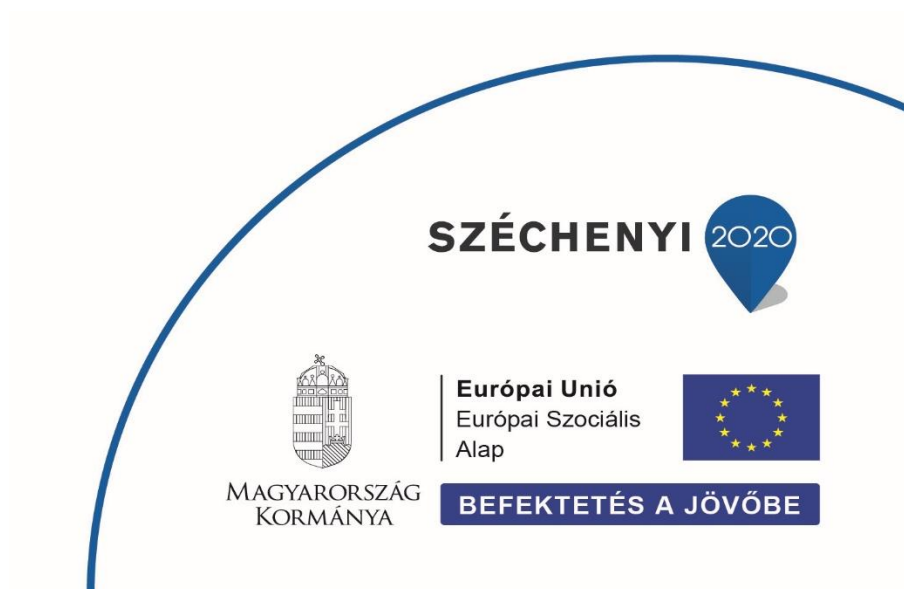 SZÉCHENYI 2020
Európai Unió
Európai Szociális
Alap
MAGYARORSZÁG
KORMÁNYA
BEFEKTETÉS A JÖVŐBE